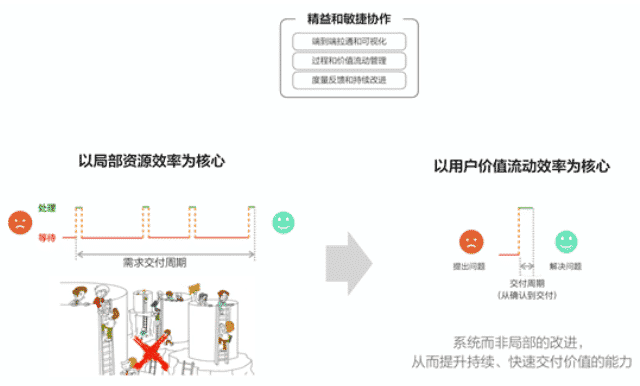 精益和敏捷协作
端到端拉通和可视化
过程和价值流动管理
度量反馈和持续改进
以局部资源效率为核心
处理
等待
需求交付周期
以用户价值流动效率为核心
提出问题
解决问题
交付周期
(从确认到交付)
系统而非局部的改进，
从而提升持续、快速交付价值的能力